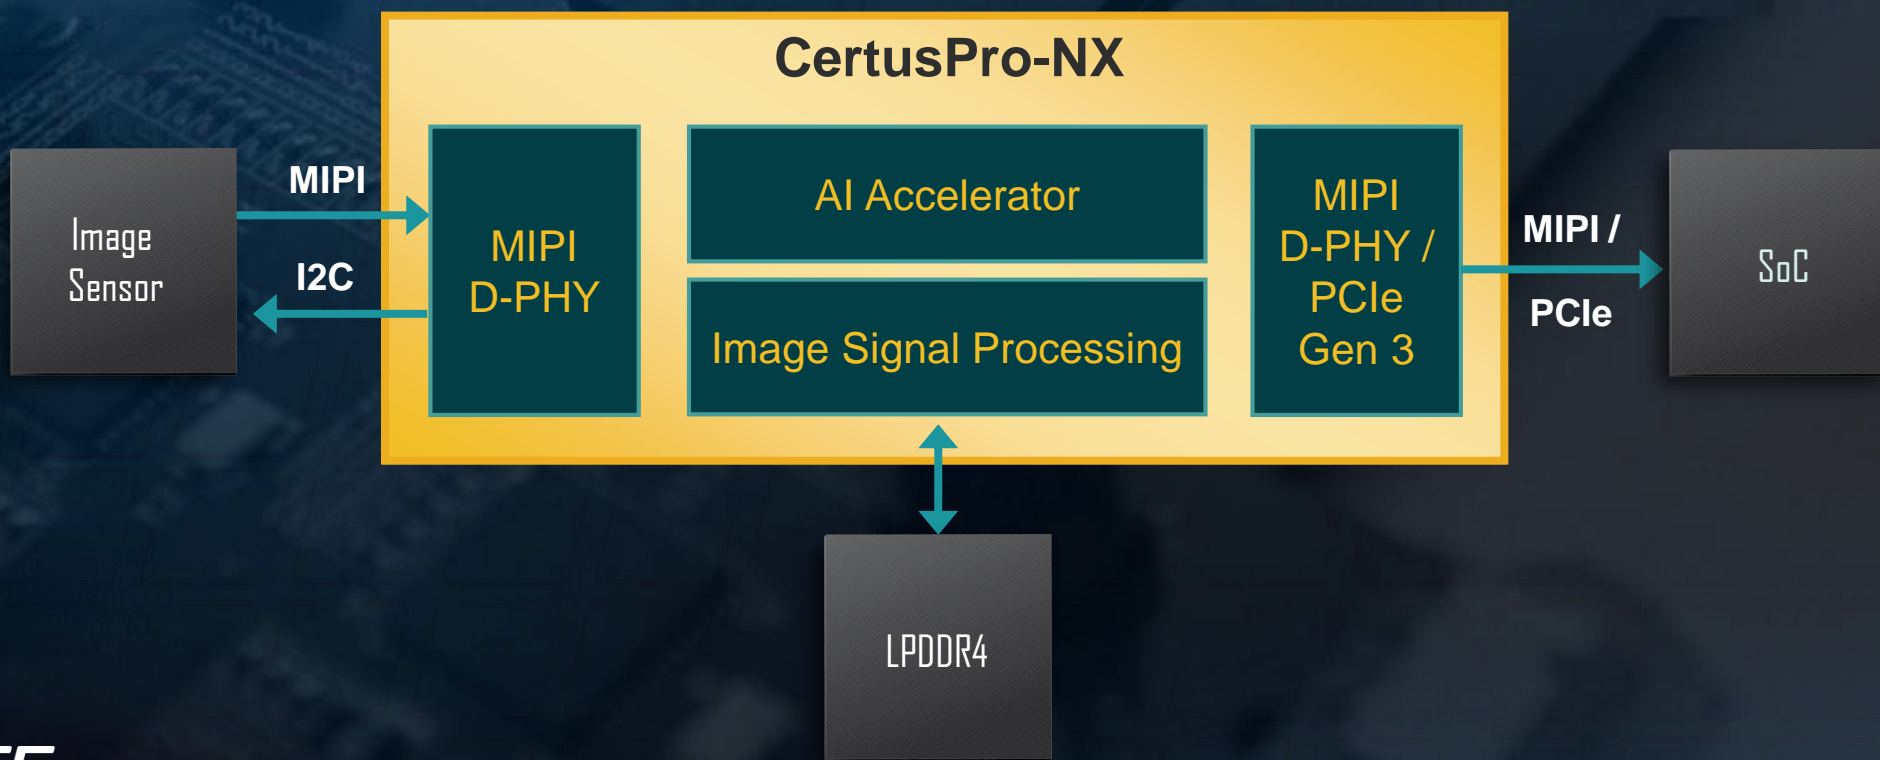 CertusPro-NX
Image
Sensor
MIPI
I2C
MIPI
D-PHY
AI Accelerator
Image Signal Processing
MIPI
D-PHY /
PCIe
Gen 3
MIPI /
PCIe
SoC
LPDDR4